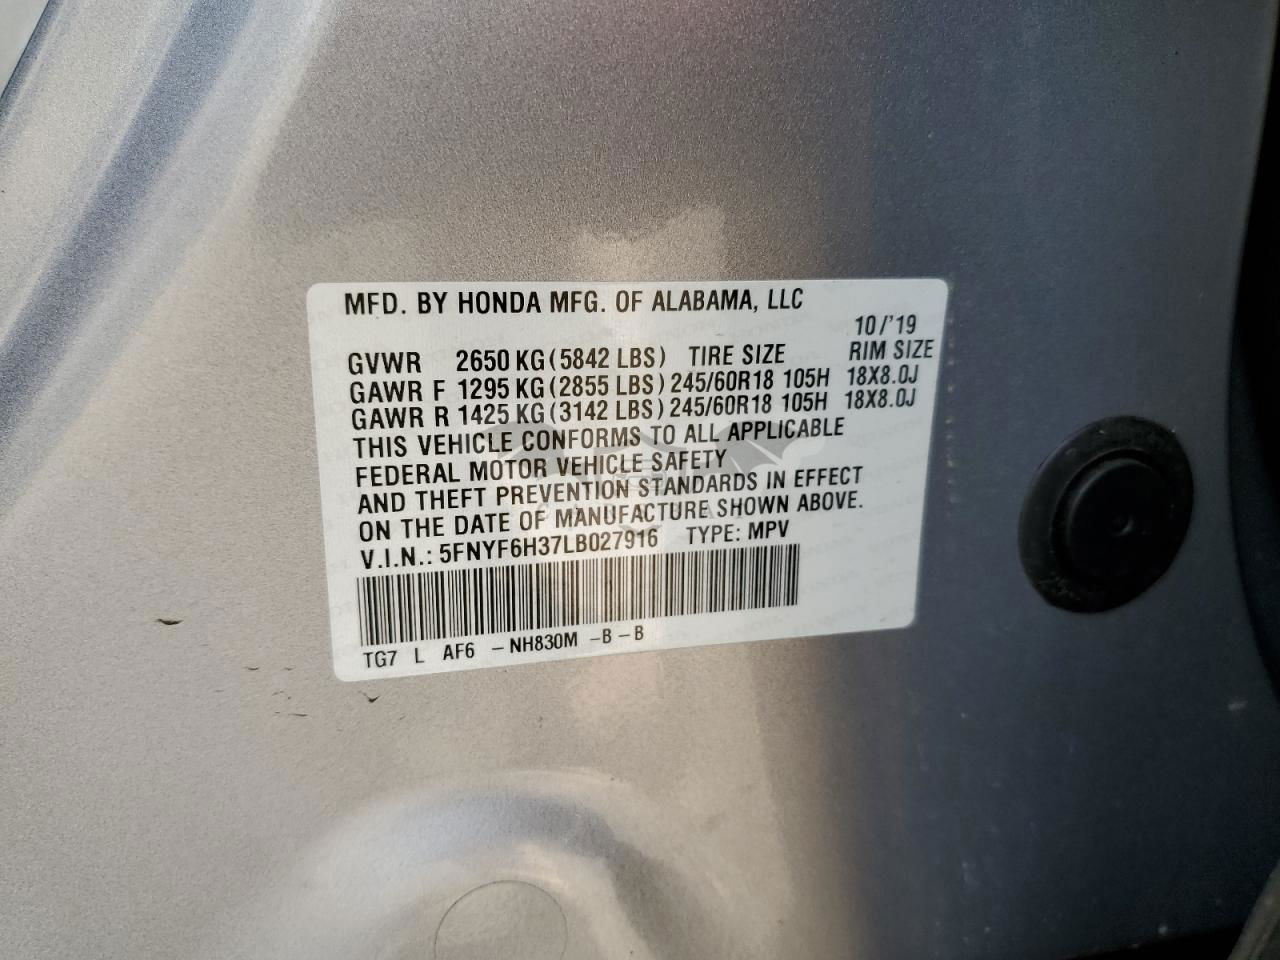 MFD. BY HONDA MFG. OF ALABAMA, LLC
10/'19
GVWR 2650 KG (5842 LBS) TIRE SIZE RIM SIZE
GAWR F 1295 KG (2855 LBS) 245/60R18 105H 18X8.0J
GAWR R 1425 KG (3142 LBS) 245/60R18 105H 18X8.0J
THIS VEHICLE CONFORMS TO ALL APPLICABLE
FEDERAL MOTOR VEHICLE SAFETY
AND THEFT PREVENTION STANDARDS IN EFFECT
ON THE DATE OF MANUFACTURE SHOWN ABOVE.
V.I.N.: 5FNYF6H37LB027916 TYPE: MPV
TG7 L AF6 -NH830M -B-B